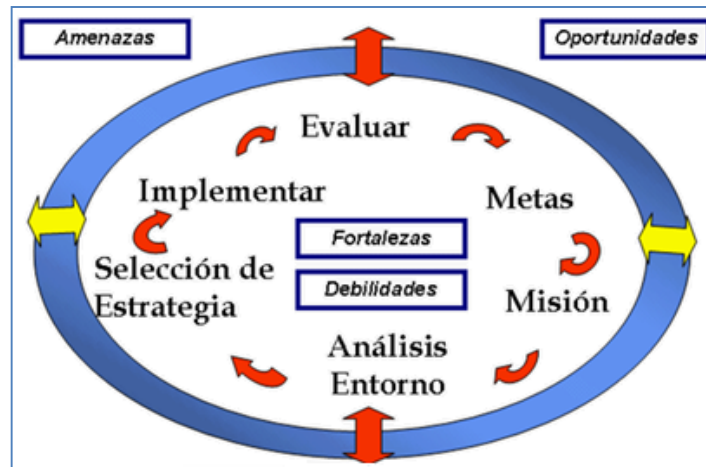 Amenazas
Oportunidades
Evaluar
Implementar
Metas
Fortalezas
Selección de
Estrategia
Debilidades
Misión
Análisis
Entorno